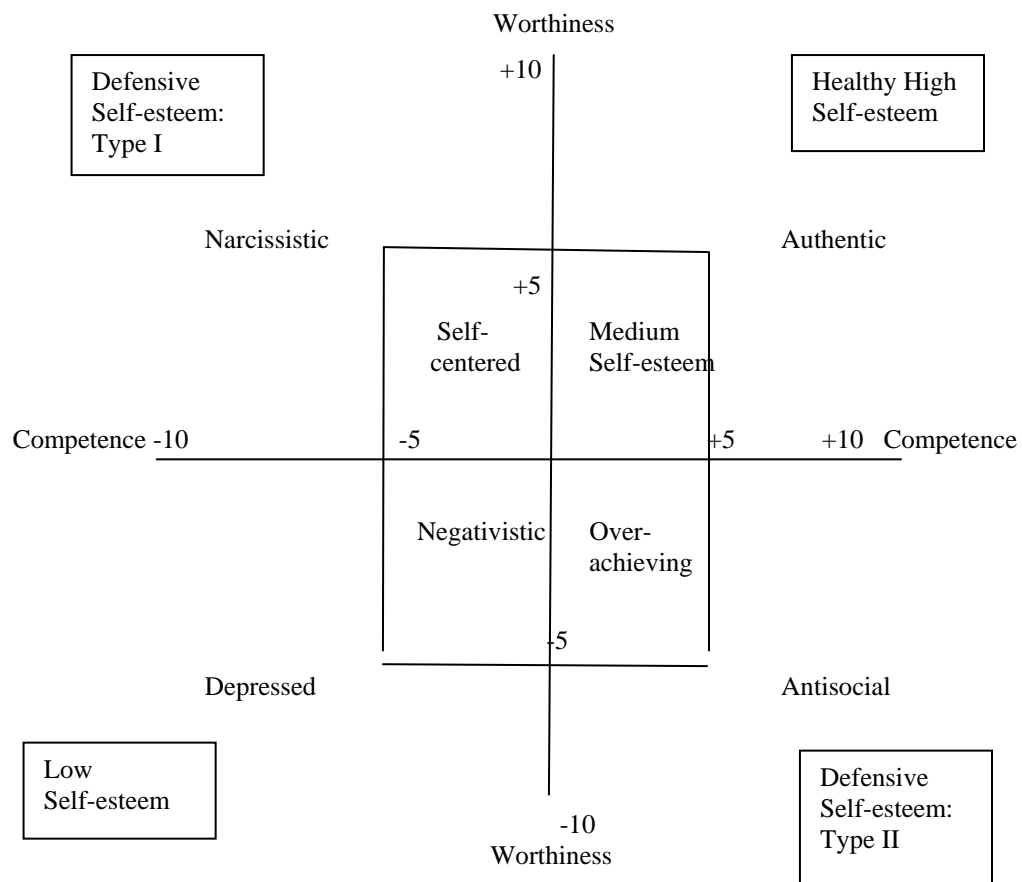 Worthiness
+10
Defensive
Self-esteem:
Type I
Healthy High
Self-esteem
Narcissistic
Authentic
+5
Self-
centered
Medium
Self-esteem
Competence -10
-5
+5
+10 Competence
Negativistic
Over-
achieving
-5
Depressed
Antisocial
Low
Self-esteem
Defensive
Self-esteem:
Type II
-10
Worthiness